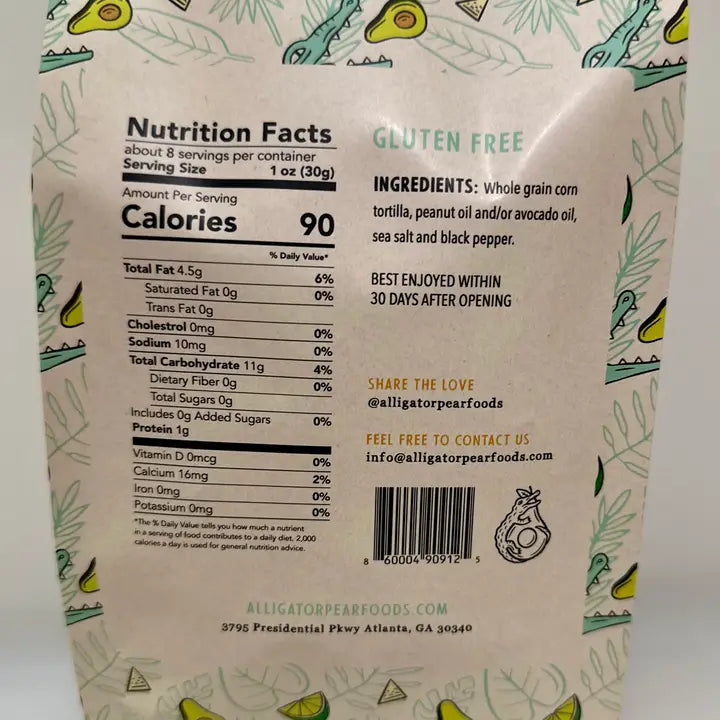 Nutrition Facts
about 8 servings per container
Serving Size 1 oz (30g)
Amount Per Serving
Calories 90
% Daily Value*
Total Fat 4.5g 6%
Saturated Fat 0g 0%
Trans Fat 0g
Cholestrol 0mg 0%
Sodium 10mg 0%
Total Carbohydrate 11g 4%
Dietary Fiber 0g 0%
Total Sugars 0g
Includes 0g Added Sugars 0%
Protein 1g
Vitamin D 0mcg 0%
Calcium 16mg 2%
Iron 0mg 0%
Potassium 0mg 0%
*The % Daily Value tells you how much a nutrient
in a serving of food contributes to a daily diet. 2,000
calories a day is used for general nutrition advice.
GLUTEN FREE
INGREDIENTS: Whole grain corn
tortilla, peanut oil and/or avocado oil,
sea salt and black pepper.
BEST ENJOYED WITHIN
30 DAYS AFTER OPENING
SHARE THE LOVE
@alligatorpearfoods
FEEL FREE TO CONTACT US
info@alligatorpearfoods.com
8 60004 90912 5
ALLIGATORPEARFOODS.COM
3795 Presidential Pkwy Atlanta, GA 30340